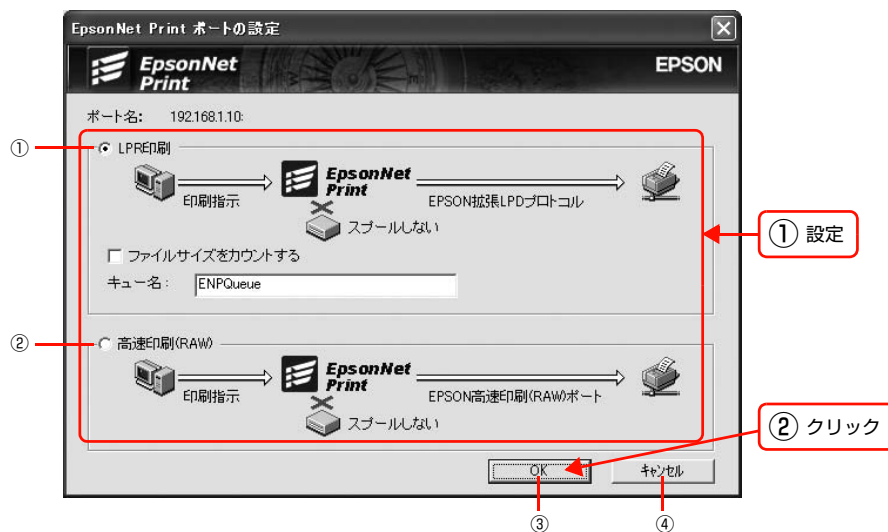 EpsonNet Print ポートの設定
EpsonNet
Print
EPSON
ポート名: 192.168.1.10:
① LPR印刷
印刷指示
EpsonNet
Print
EPSON拡張LPDプロトコル
スプールしない
① 設定
ファイルサイズをカウントする
キュー名: ENPQueue
② 高速印刷(RAW)
印刷指示
EpsonNet
Print
EPSON高速印刷(RAW)ポート
スプールしない
② クリック
OK
キャンセル
③
④